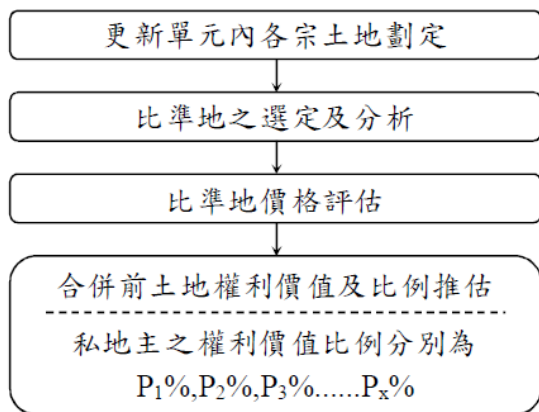 更新單元內各宗土地劃定
比準地之選定及分析
比準地價格評估
合併前土地權利價值及比例推估
私地主之權利價值比例分別為
P₁%,P₂%,P₃%......Pₓ%